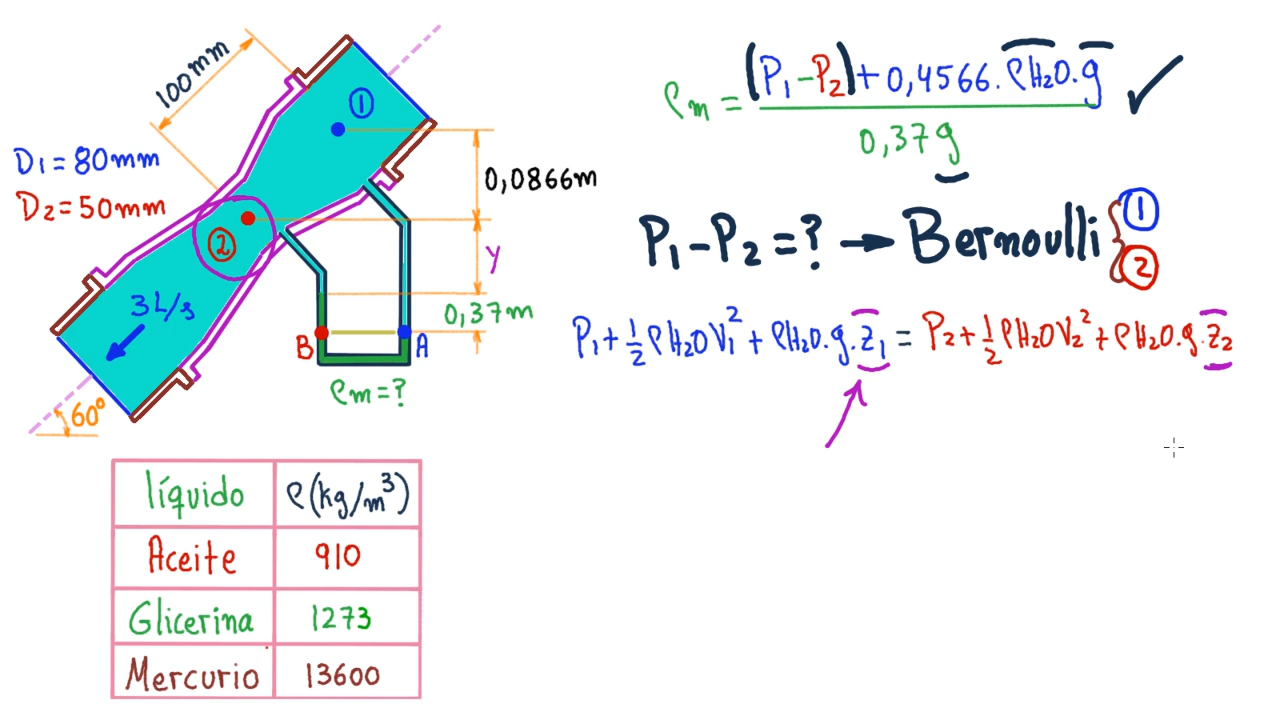 100mm
①
D1 = 80mm
D2 = 50mm
②
0,0866m
y
3L/s
0,37m
B
A
ρm = ?
60°
ρm = (P1 - P2) + 0,4566.ρH2O.g
0,37g
P1 - P2 = ? → Bernoulli { ①
②
P1 + 1/2 ρH2O V1² + ρH2O.g.z1 = P2 + 1/2 ρH2O V2² + ρH2O.g.z2
líquido ρ(kg/m³)
Aceite 910
Glicerina 1273
Mercurio 13600